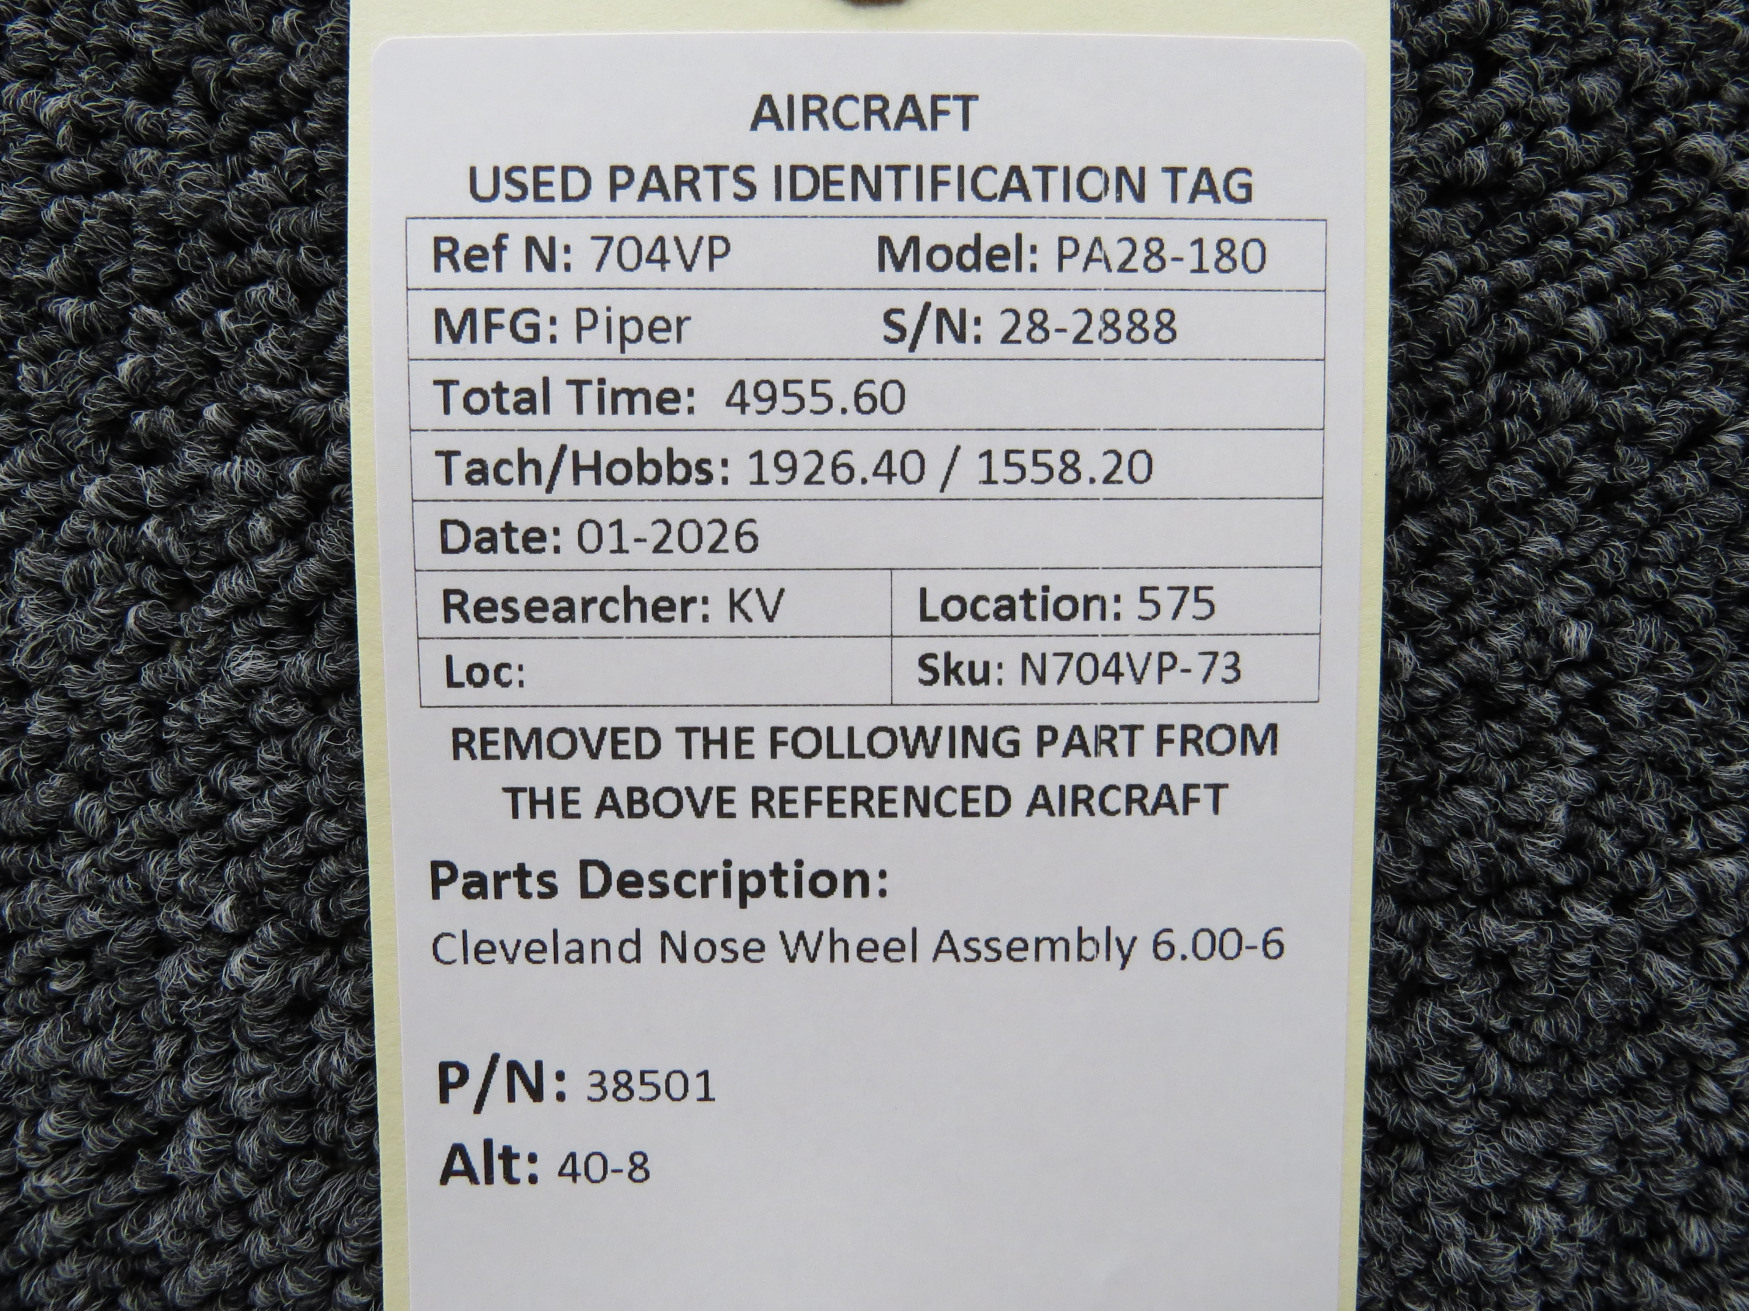 AIRCRAFT
USED PARTS IDENTIFICATION TAG
Ref N: 704VP Model: PA28-180
MFG: Piper S/N: 28-2888
Total Time: 4955.60
Tach/Hobbs: 1926.40 / 1558.20
Date: 01-2026
Researcher: KV Location: 575
Loc: Sku: N704VP-73
REMOVED THE FOLLOWING PART FROM
THE ABOVE REFERENCED AIRCRAFT
Parts Description:
Cleveland Nose Wheel Assembly 6.00-6
P/N: 38501
Alt: 40-8